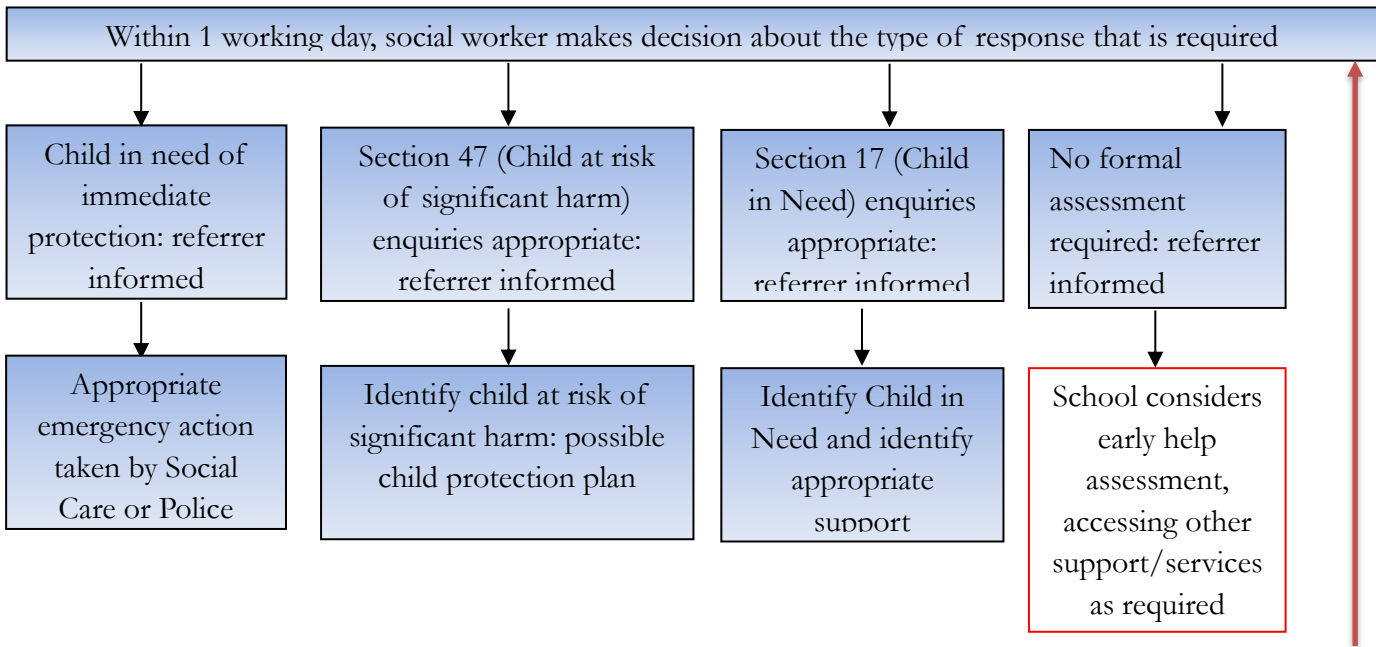 Within 1 working day, social worker makes decision about the type of response that is required
Child in need of
immediate
protection: referrer
informed
Section 47 (Child at risk
of significant harm)
enquiries appropriate:
referrer informed
Section 17 (Child
in Need) enquiries
appropriate:
referrer informed
No formal
assessment
required: referrer
informed
Appropriate
emergency action
taken by Social
Care or Police
Identify child at risk of
significant harm: possible
child protection plan
Identify Child in
Need and identify
appropriate
support
School considers
early help
assessment,
accessing other
support/services
as required